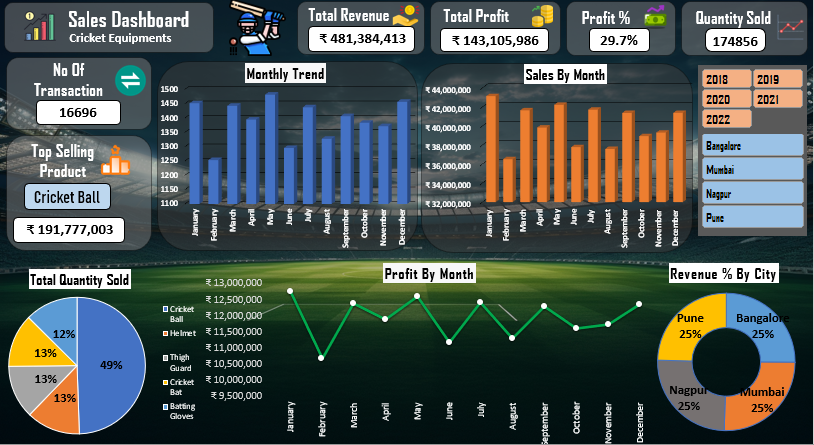 Sales Dashboard
Cricket Equipments
Total Revenue
₹ 481,384,413
Total Profit
₹ 143,105,986
Profit %
29.7%
Quantity Sold
174856
No Of
Transaction
16696
Top Selling
Product
Cricket Ball
₹ 191,777,003
Monthly Trend
1500
1450
1400
1350
1300
1250
1200
1150
1100
January
February
March
April
May
June
July
August
September
October
November
December
Sales By Month
₹ 44,000,000
₹ 42,000,000
₹ 40,000,000
₹ 38,000,000
₹ 36,000,000
₹ 34,000,000
₹ 32,000,000
January
February
March
April
May
June
July
August
September
October
November
December
2018
2019
2020
2021
2022
Bangalore
Mumbai
Nagpur
Pune
Total Quantity Sold
12%
13%
49%
13%
13%
Cricket
Ball
Helmet
Thigh
Guard
Cricket
Bat
Batting
Gloves
Profit By Month
₹ 13,000,000
₹ 12,500,000
₹ 12,000,000
₹ 11,500,000
₹ 11,000,000
₹ 10,500,000
₹ 10,000,000
₹ 9,500,000
January
February
March
April
May
June
July
August
September
October
November
December
Revenue % By City
Pune
25%
Bangalore
25%
Nagpur
25%
Mumbai
25%